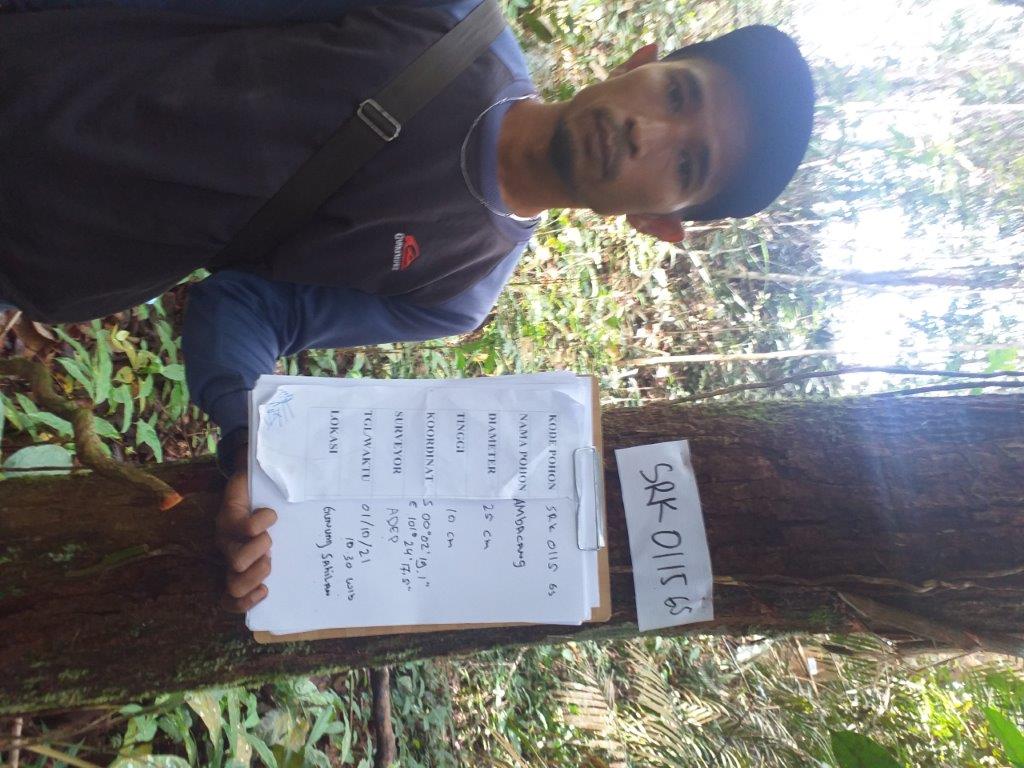 SRK 0115 GS
KODE POHON SRK 0115 GS
NAMA POHON AMBACANG
DIAMETER 25 cm
TINGGI 10 cm
KOORDINAT S 00°02'19.1"
E 101°24'17.5"
SURVEYOR ADEP
TGL/WAKTU 01/10/21
10 30 WIB
LOKASI Gunung